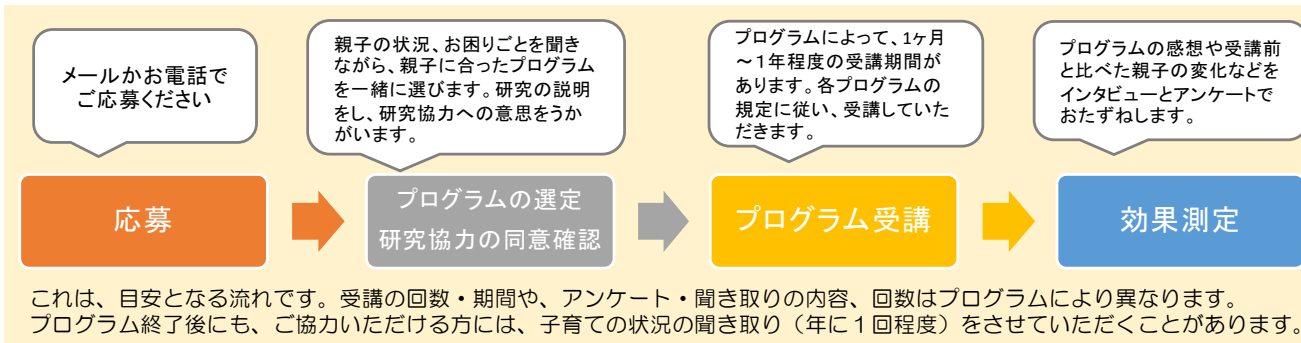 メールかお電話で
ご応募ください
親子の状況、お困りごとを聞き
ながら、親子に合ったプログラム
を一緒に選びます。研究の説明
をし、研究協力への意思をうか
がいます。
プログラムによって、1ヶ月
～１年程度の受講期間が
あります。各プログラムの
規定に従い、受講していた
だきます。
プログラムの感想や受講前
と比べた親子の変化などを
インタビューとアンケートで
おたずねします。
応募
プログラムの選定
研究協力の同意確認
プログラム受講
効果測定
これは、目安となる流れです。受講の回数・期間や、アンケート・聞き取りの内容、回数はプログラムにより異なります。
プログラム終了後にも、ご協力いただける方には、子育ての状況の聞き取り（年に１回程度）をさせていただくことがあります。